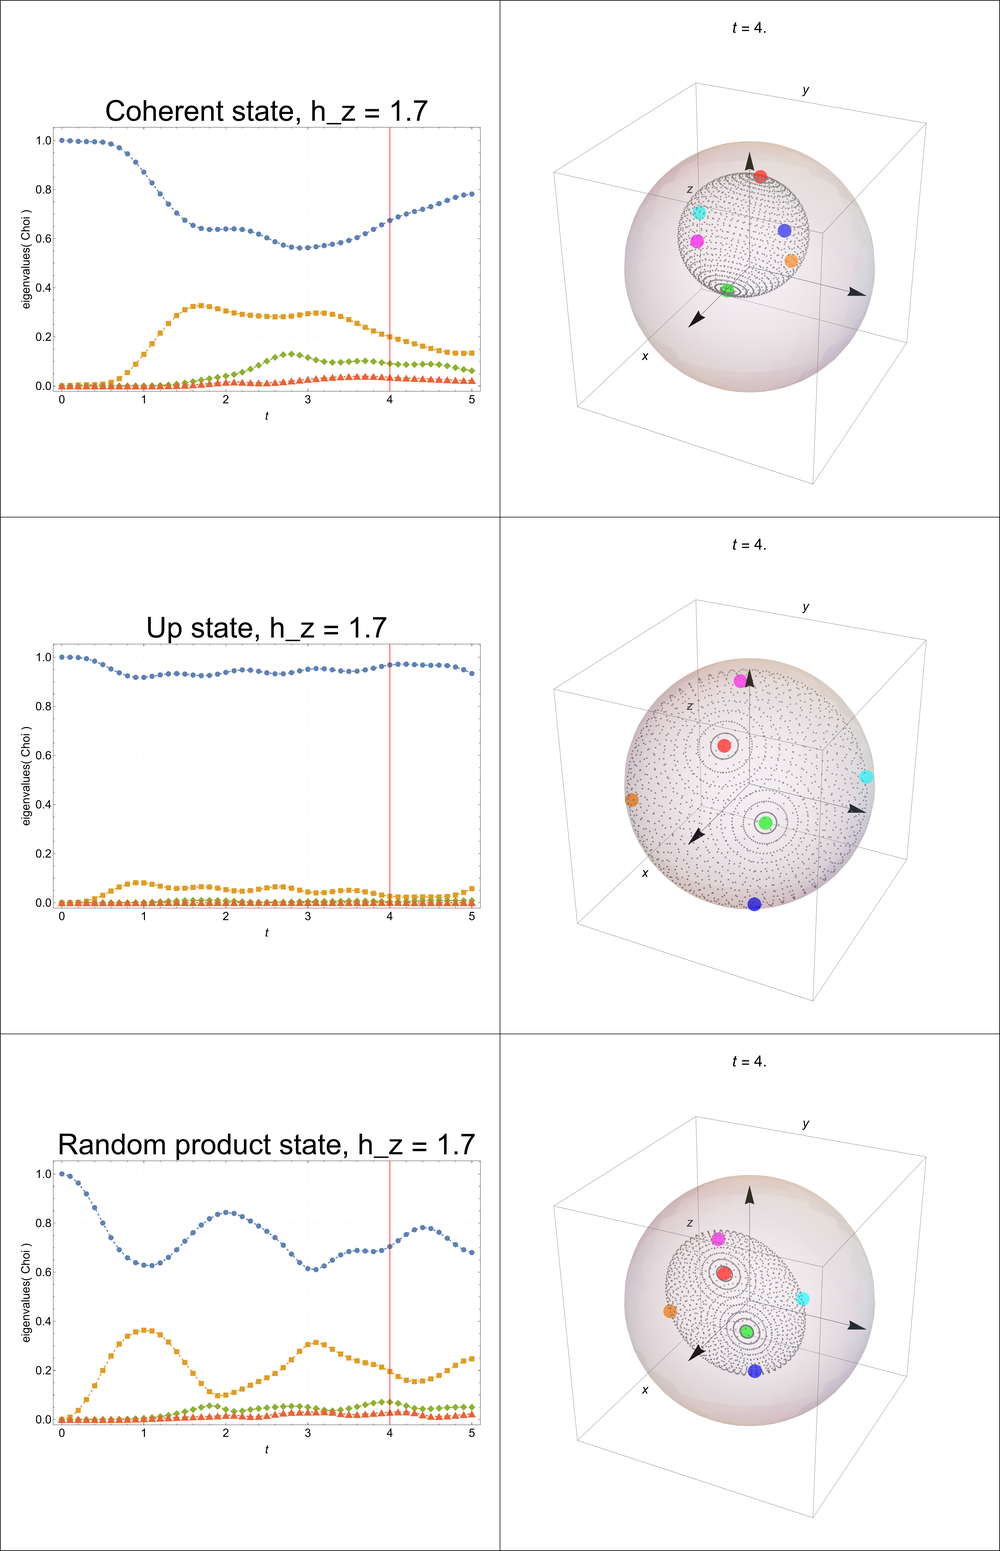 t = 4.
y
Coherent state, h_z = 1.7
1.0
0.8
0.6
0.4
0.2
0.0
eigenvalues( Choi )
0 1 2 3 4 5
t
z
x
t = 4.
y
Up state, h_z = 1.7
1.0
0.8
0.6
0.4
0.2
0.0
eigenvalues( Choi )
0 1 2 3 4 5
t
z
x
t = 4.
y
Random product state, h_z = 1.7
1.0
0.8
0.6
0.4
0.2
0.0
eigenvalues( Choi )
0 1 2 3 4 5
t
z
x